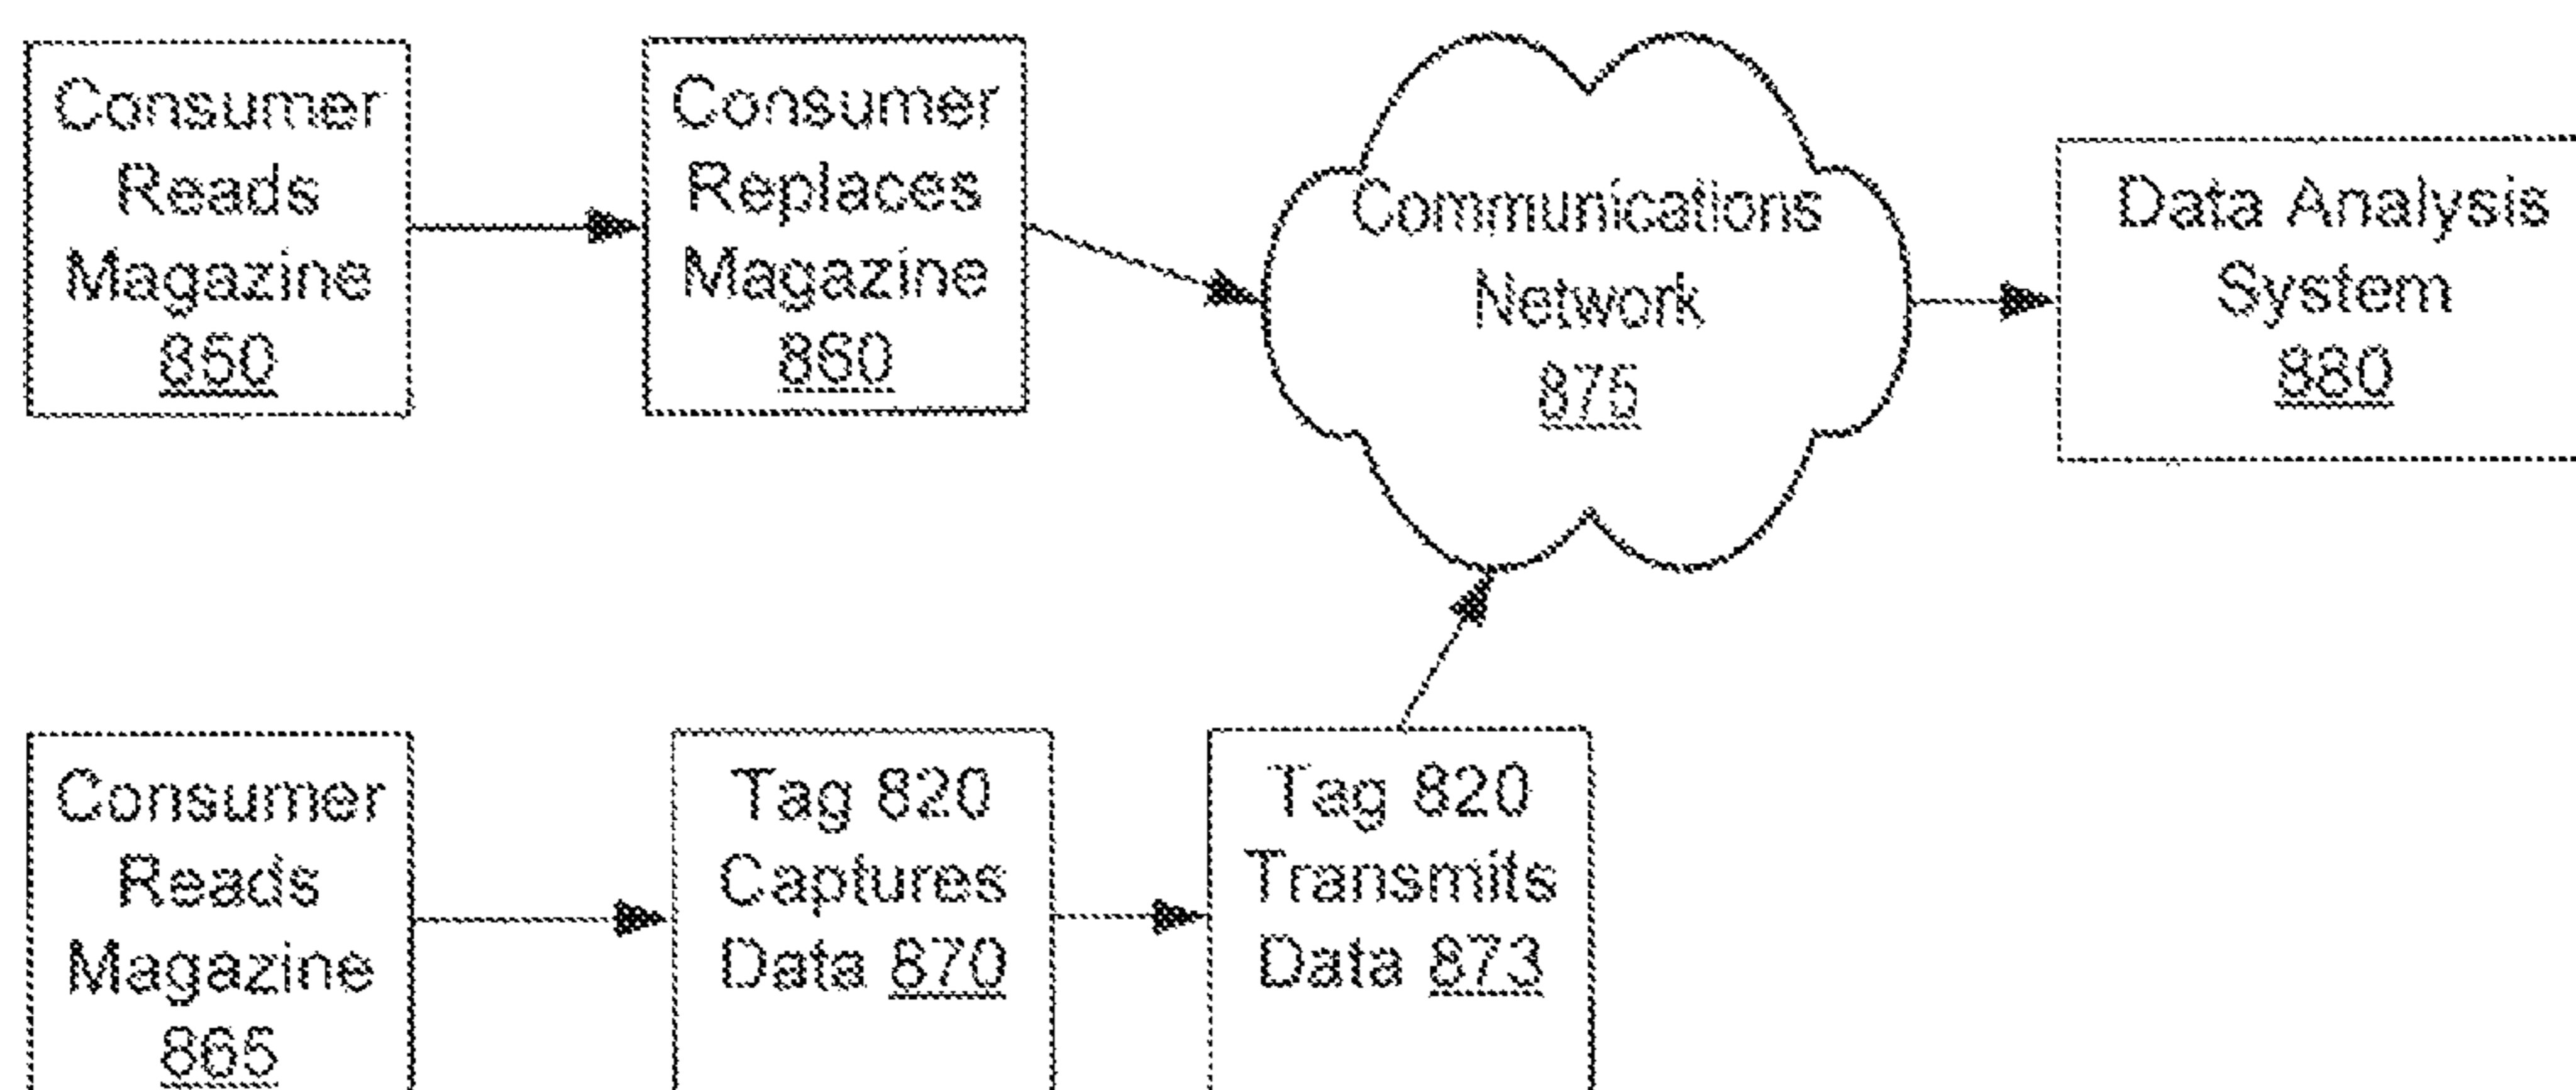 Consumer
Reads
Magazine
850
Consumer
Replaces
Magazine
860
Communications
Network
875
Data Analysis
System
880
Consumer
Reads
Magazine
865
Tag 820
Captures
Data 870
Tag 820
Transmits
Data 873